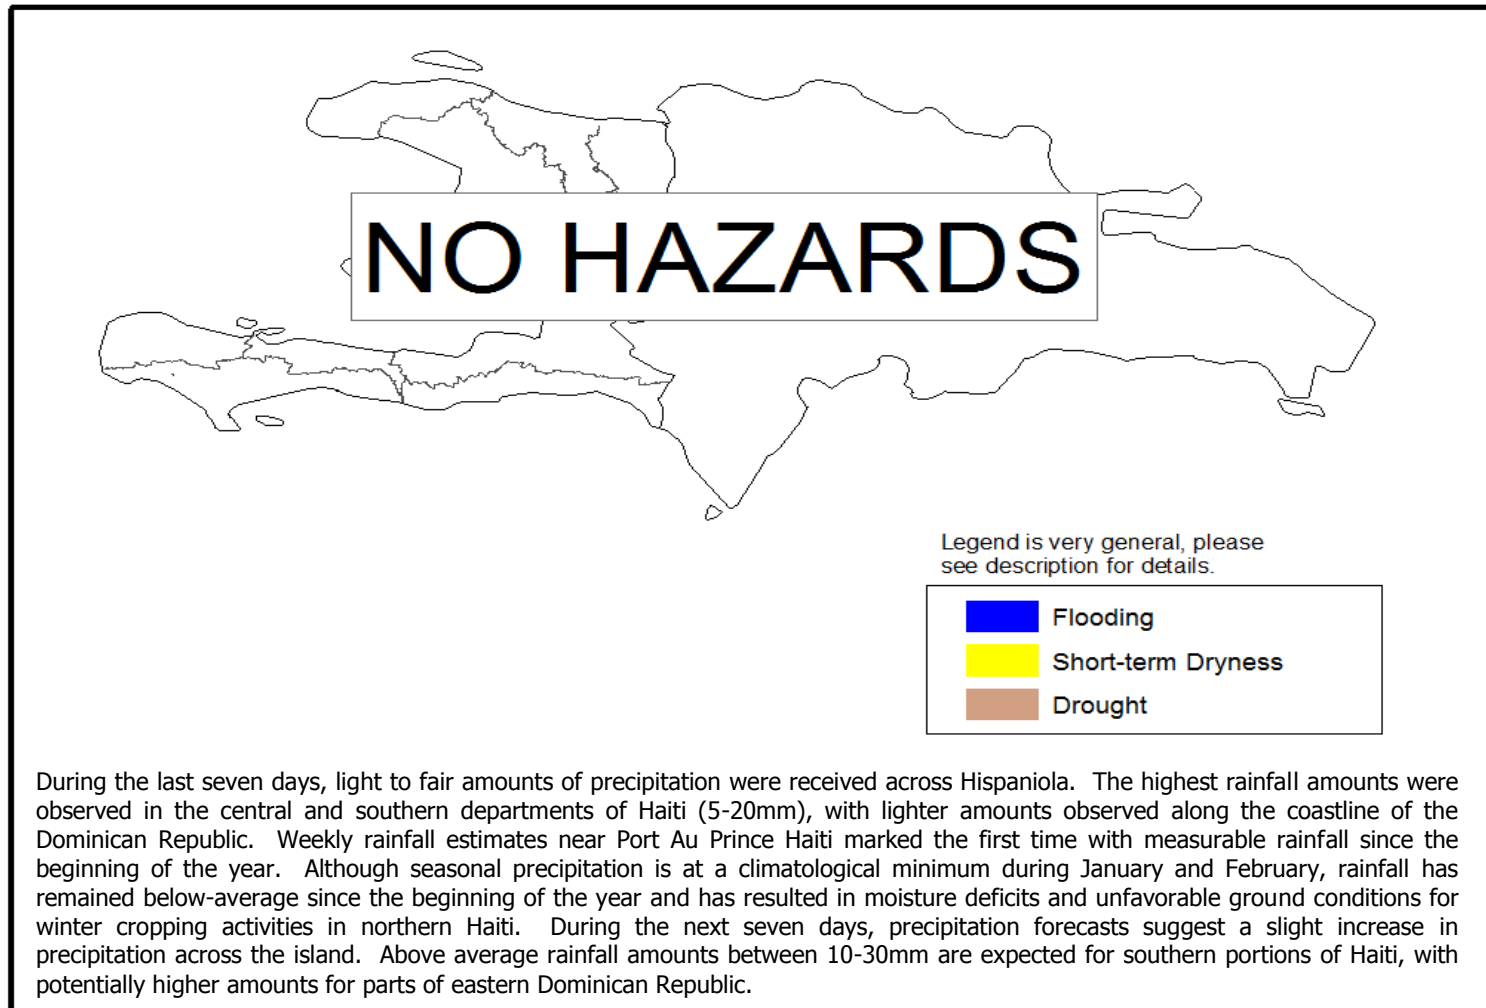 NO HAZARDS
Legend is very general, please
see description for details.
Flooding
Short-term Dryness
Drought
During the last seven days, light to fair amounts of precipitation were received across Hispaniola. The highest rainfall amounts were
observed in the central and southern departments of Haiti (5-20mm), with lighter amounts observed along the coastline of the
Dominican Republic. Weekly rainfall estimates near Port Au Prince Haiti marked the first time with measurable rainfall since the
beginning of the year. Although seasonal precipitation is at a climatological minimum during January and February, rainfall has
remained below-average since the beginning of the year and has resulted in moisture deficits and unfavorable ground conditions for
winter cropping activities in northern Haiti. During the next seven days, precipitation forecasts suggest a slight increase in
precipitation across the island. Above average rainfall amounts between 10-30mm are expected for southern portions of Haiti, with
potentially higher amounts for parts of eastern Dominican Republic.